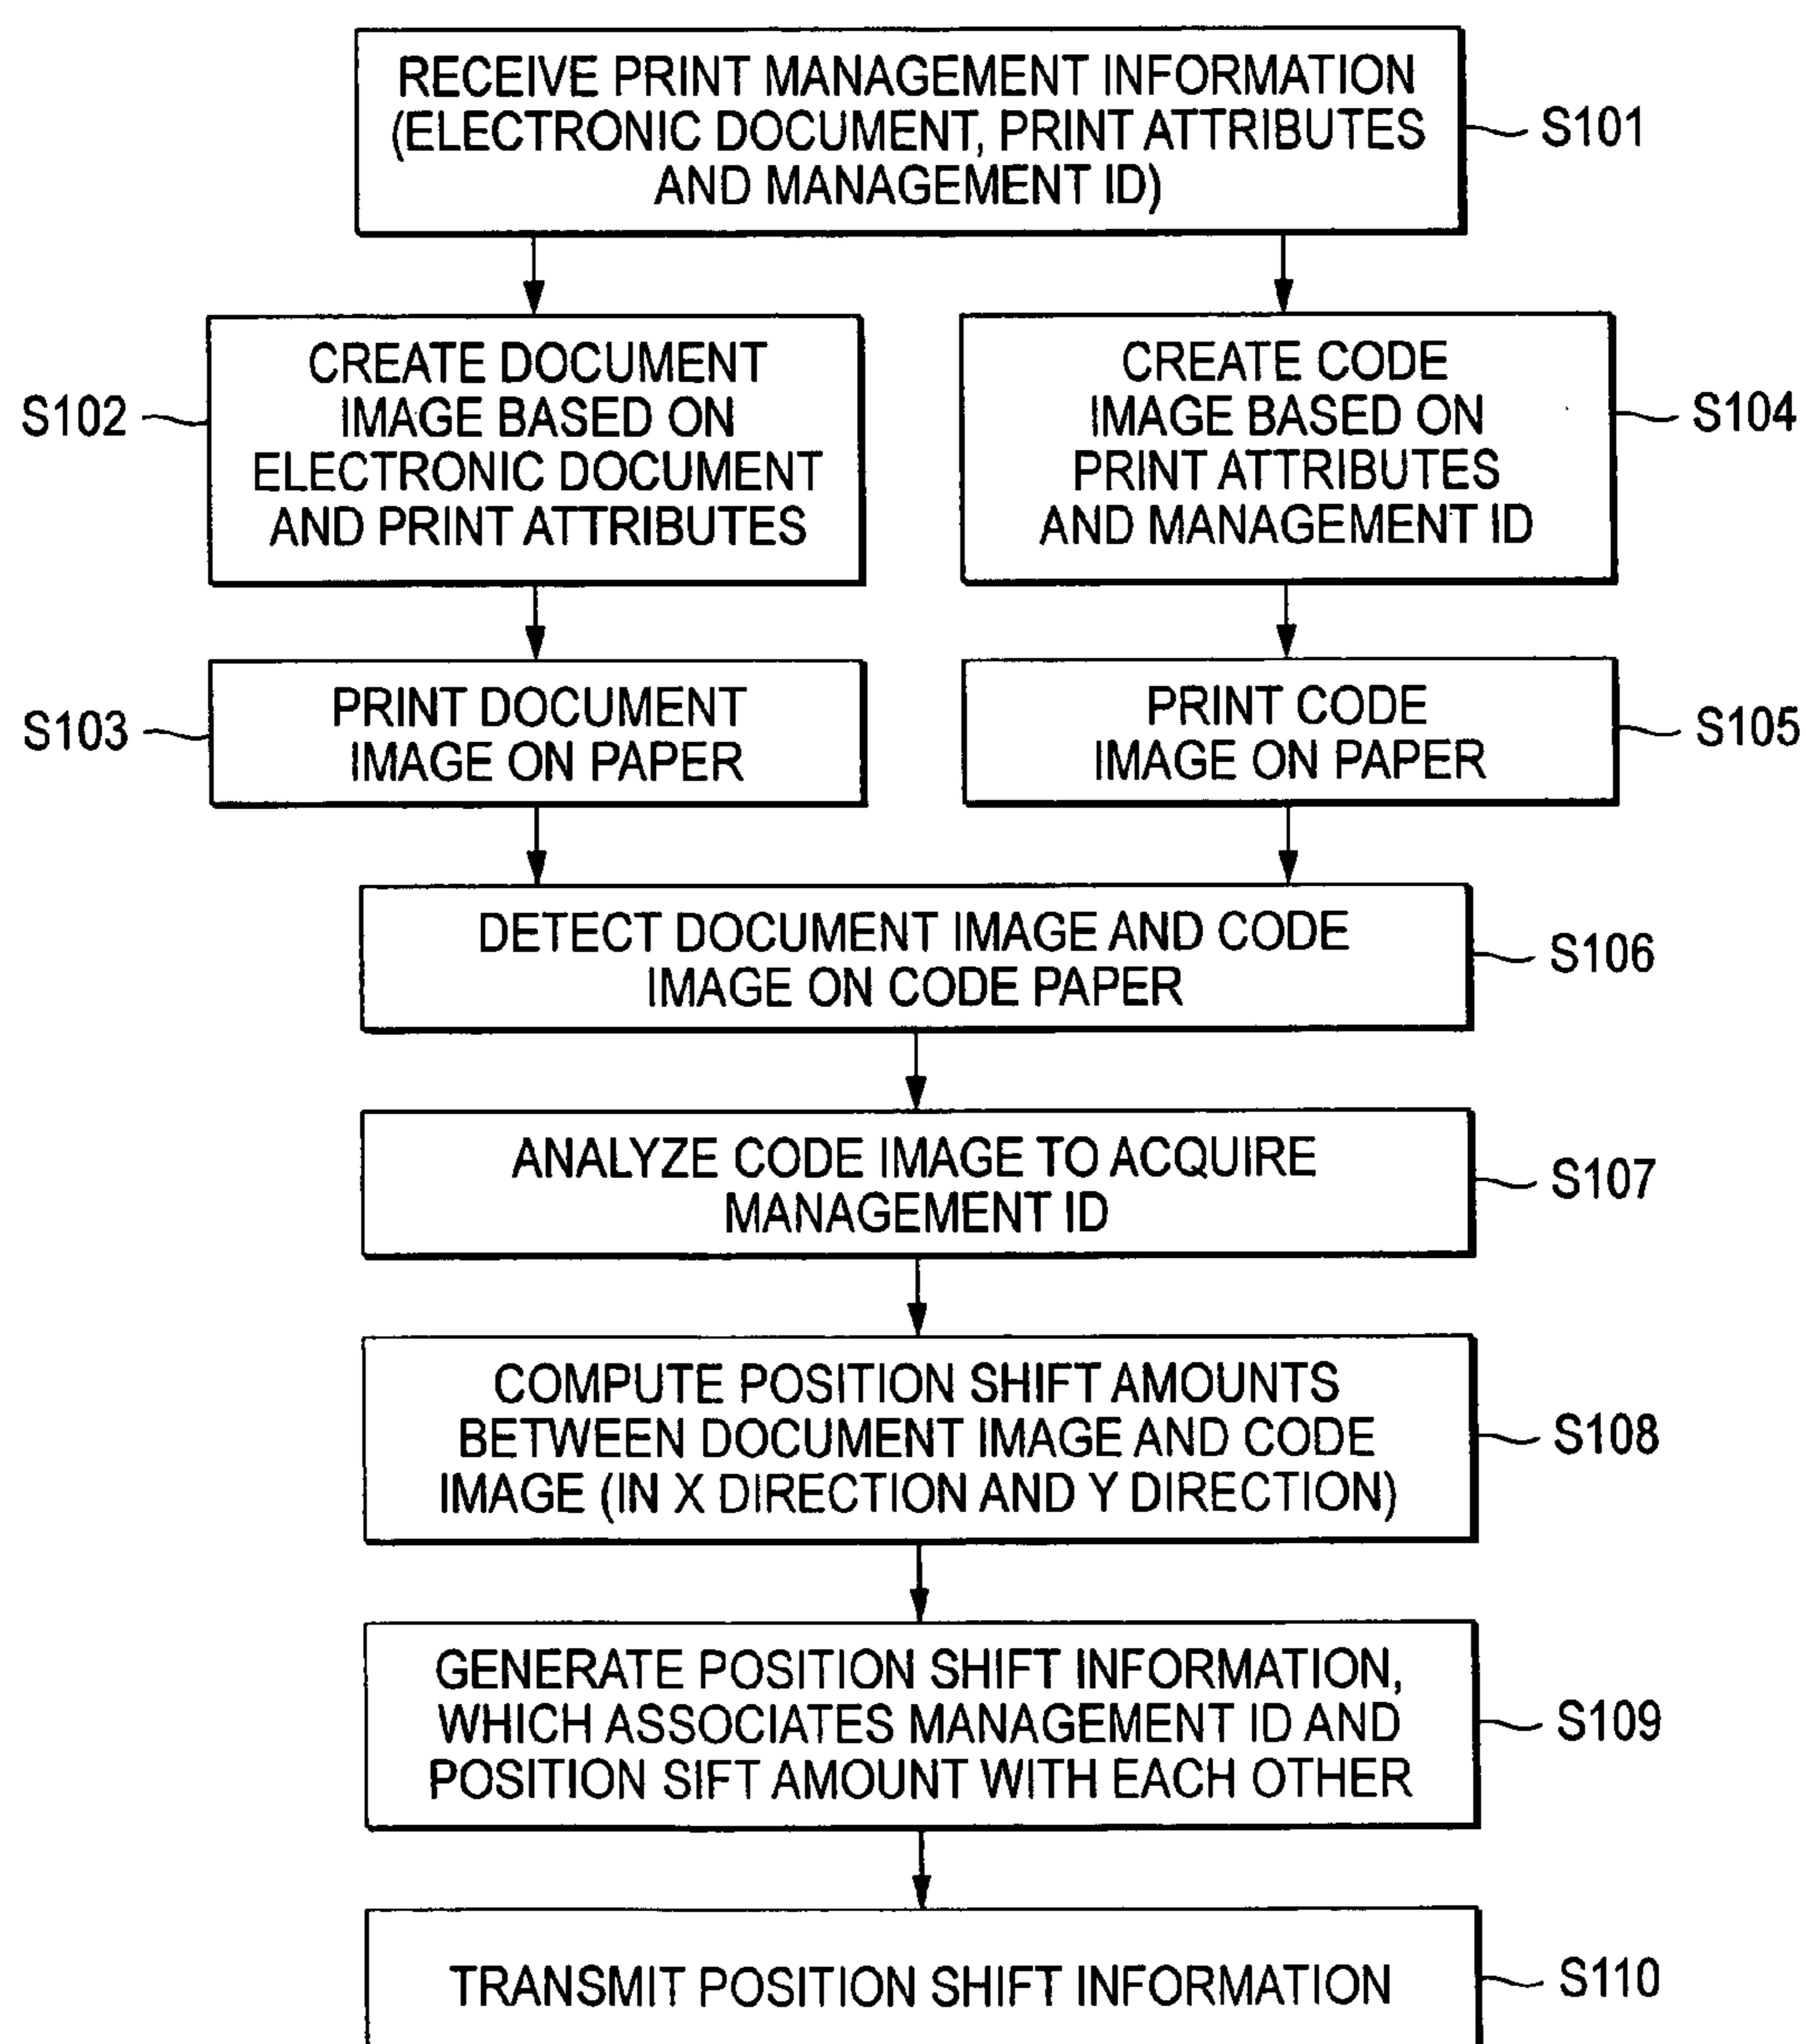 RECEIVE PRINT MANAGEMENT INFORMATION
(ELECTRONIC DOCUMENT, PRINT ATTRIBUTES
AND MANAGEMENT ID)
S101
CREATE DOCUMENT
IMAGE BASED ON
ELECTRONIC DOCUMENT
AND PRINT ATTRIBUTES
S102
CREATE CODE
IMAGE BASED ON
PRINT ATTRIBUTES
AND MANAGEMENT ID
S104
PRINT DOCUMENT
IMAGE ON PAPER
S103
PRINT CODE
IMAGE ON PAPER
S105
DETECT DOCUMENT IMAGE AND CODE
IMAGE ON CODE PAPER
S106
ANALYZE CODE IMAGE TO ACQUIRE
MANAGEMENT ID
S107
COMPUTE POSITION SHIFT AMOUNTS
BETWEEN DOCUMENT IMAGE AND CODE
IMAGE (IN X DIRECTION AND Y DIRECTION)
S108
GENERATE POSITION SHIFT INFORMATION,
WHICH ASSOCIATES MANAGEMENT ID AND
POSITION SIFT AMOUNT WITH EACH OTHER
S109
TRANSMIT POSITION SHIFT INFORMATION
S110